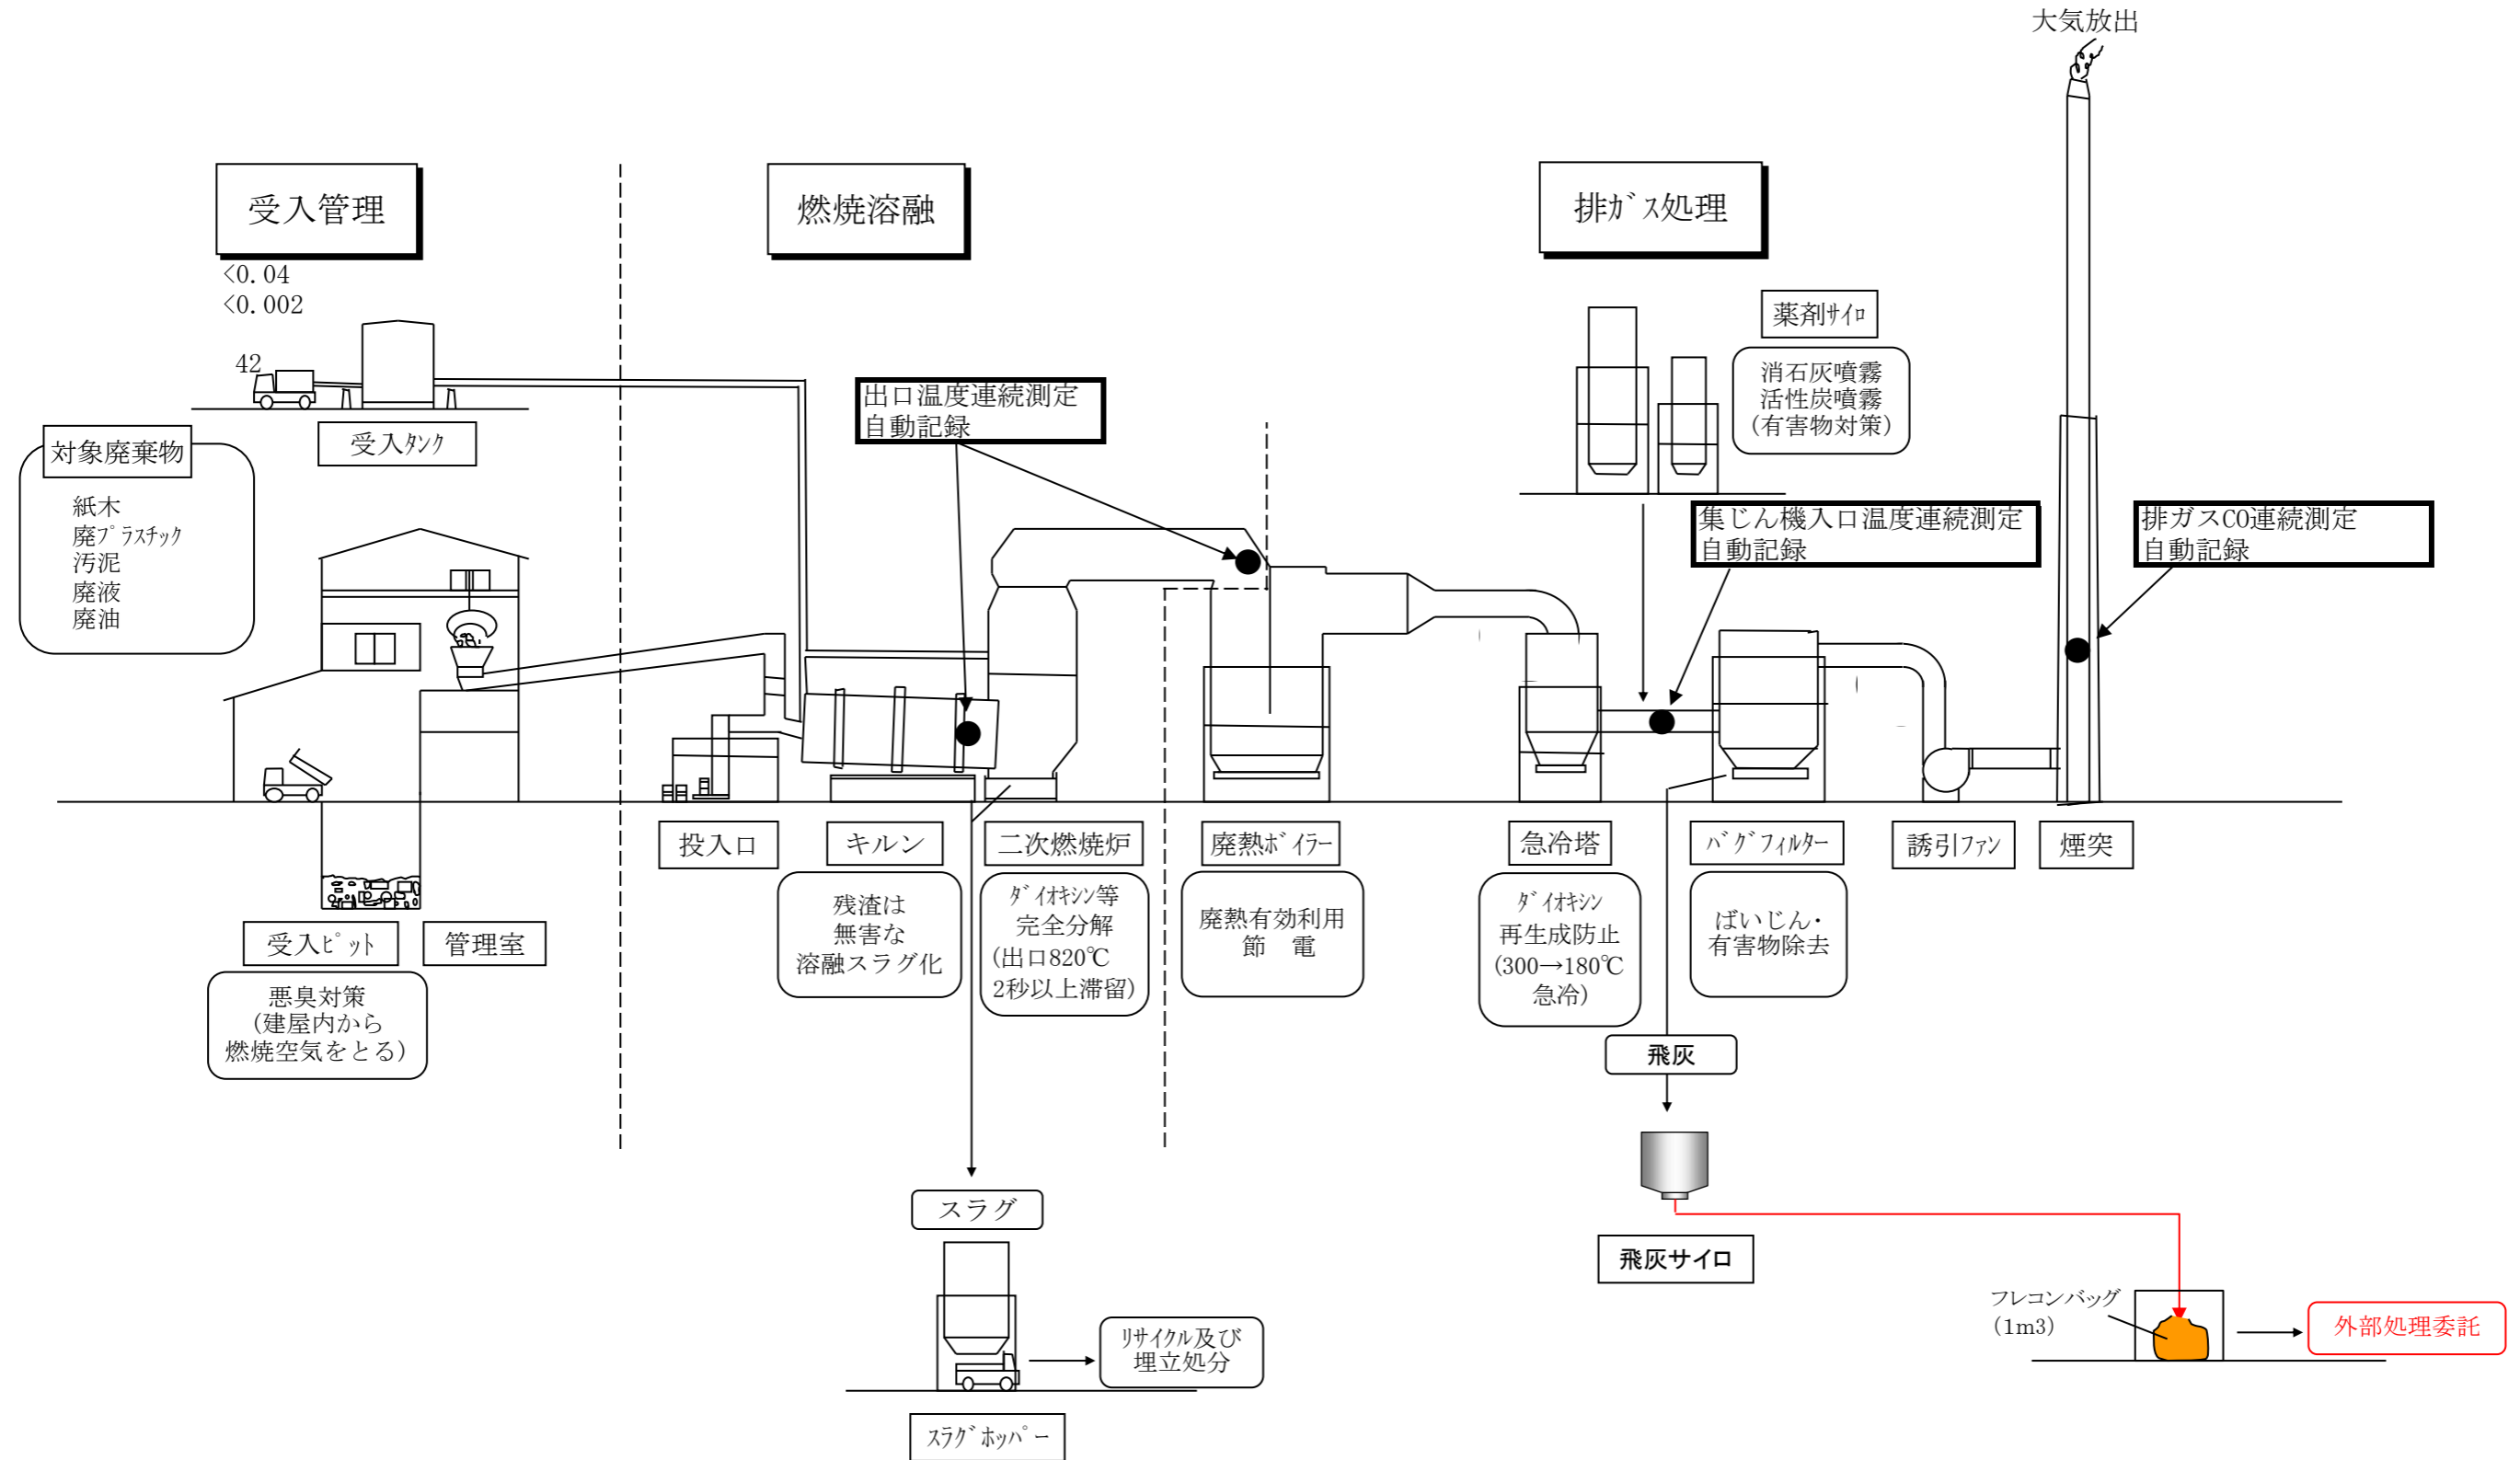 大気放出
受入管理
燃焼溶融
排ガス処理
<0.04
<0.002
42
受入タンク
対象廃棄物
紙木
廃プラスチック
汚泥
廃液
廃油
出口温度連続測定
自動記録
薬剤サイロ
消石灰噴霧
活性炭噴霧
(有害物対策)
集じん機入口温度連続測定
自動記録
排ガスCO連続測定
自動記録
投入口
キルン
二次燃焼炉
廃熱ボイラー
急冷塔
バグフィルター
誘引ファン
煙突
残渣は
無害な
溶融スラグ化
ダイオキシン等
完全分解
(出口820℃
2秒以上滞留)
廃熱有効利用
節　電
ダイオキシン
再生成防止
(300→180℃
急冷)
ばいじん・
有害物除去
受入ピット
管理室
悪臭対策
(建屋内から
燃焼空気をとる)
飛灰
スラグ
飛灰サイロ
フレコンバッグ
(1m3)
外部処理委託
リサイクル及び
埋立処分
スラグホッパー